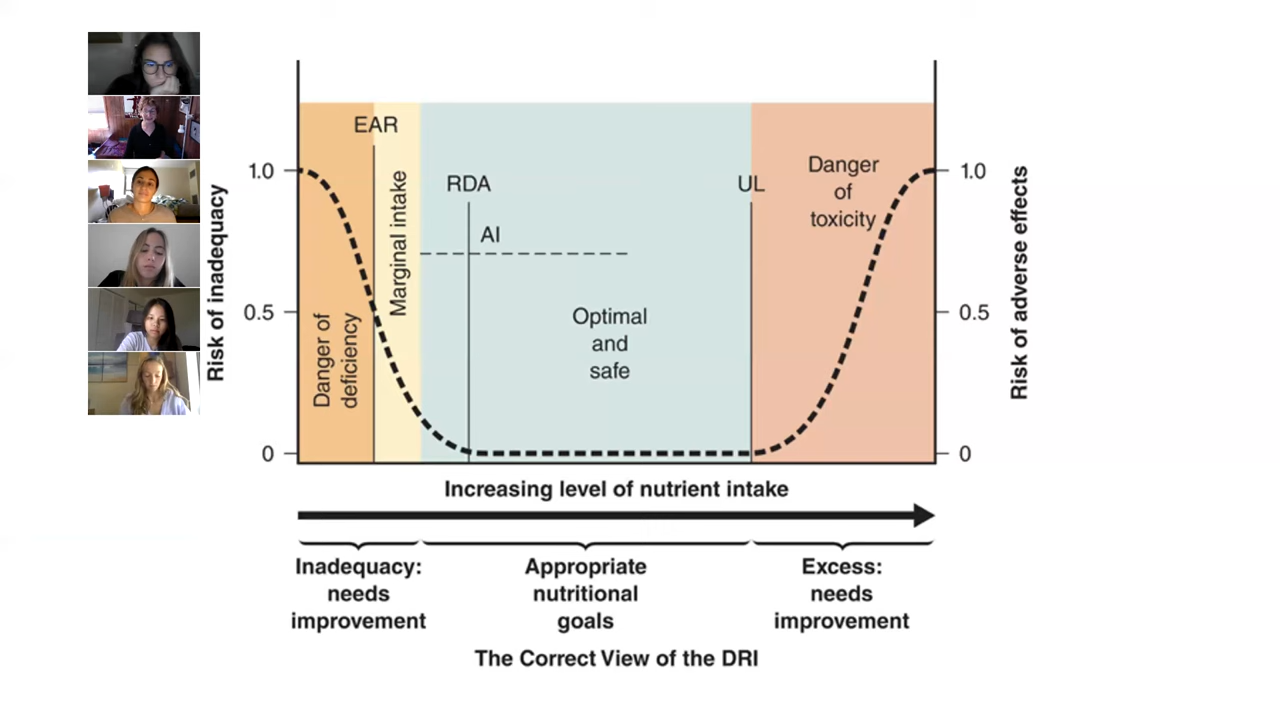 EAR
Danger
of
toxicity
1.0
1.0
RDA
UL
Marginal intake
AI
Risk of inadequacy
Risk of adverse effects
0.5
0.5
Optimal
and
safe
Danger of
deficiency
0
0
Increasing level of nutrient intake
Inadequacy:
needs
improvement
Appropriate
nutritional
goals
Excess:
needs
improvement
The Correct View of the DRI